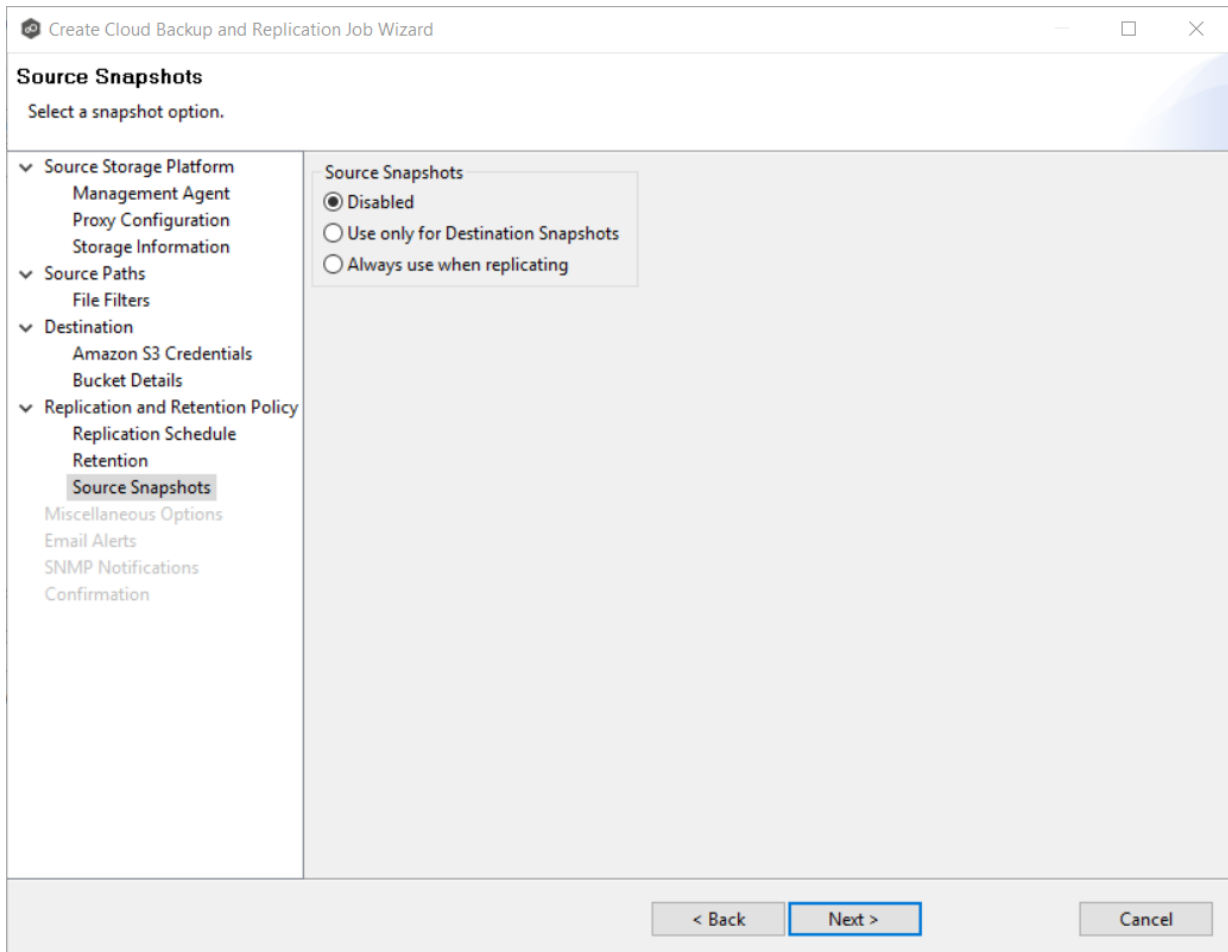 Create Cloud Backup and Replication Job Wizard
Source Snapshots
Select a snapshot option.
Source Storage Platform
Management Agent
Proxy Configuration
Storage Information
Source Paths
File Filters
Destination
Amazon S3 Credentials
Bucket Details
Replication and Retention Policy
Replication Schedule
Retention
Source Snapshots
Miscellaneous Options
Email Alerts
SNMP Notifications
Confirmation
Source Snapshots
Disabled
Use only for Destination Snapshots
Always use when replicating
< Back
Next >
Cancel